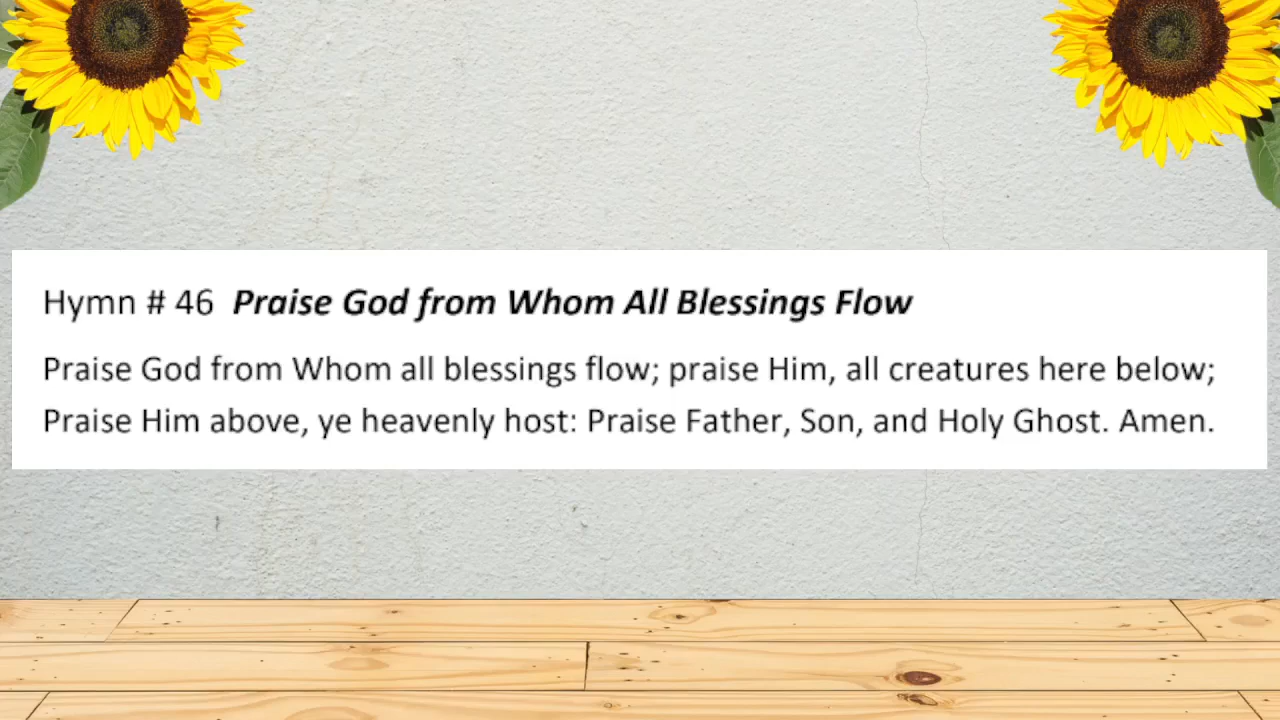 Hymn # 46 Praise God from Whom All Blessings Flow
Praise God from Whom all blessings flow; praise Him, all creatures here below;
Praise Him above, ye heavenly host: Praise Father, Son, and Holy Ghost. Amen.